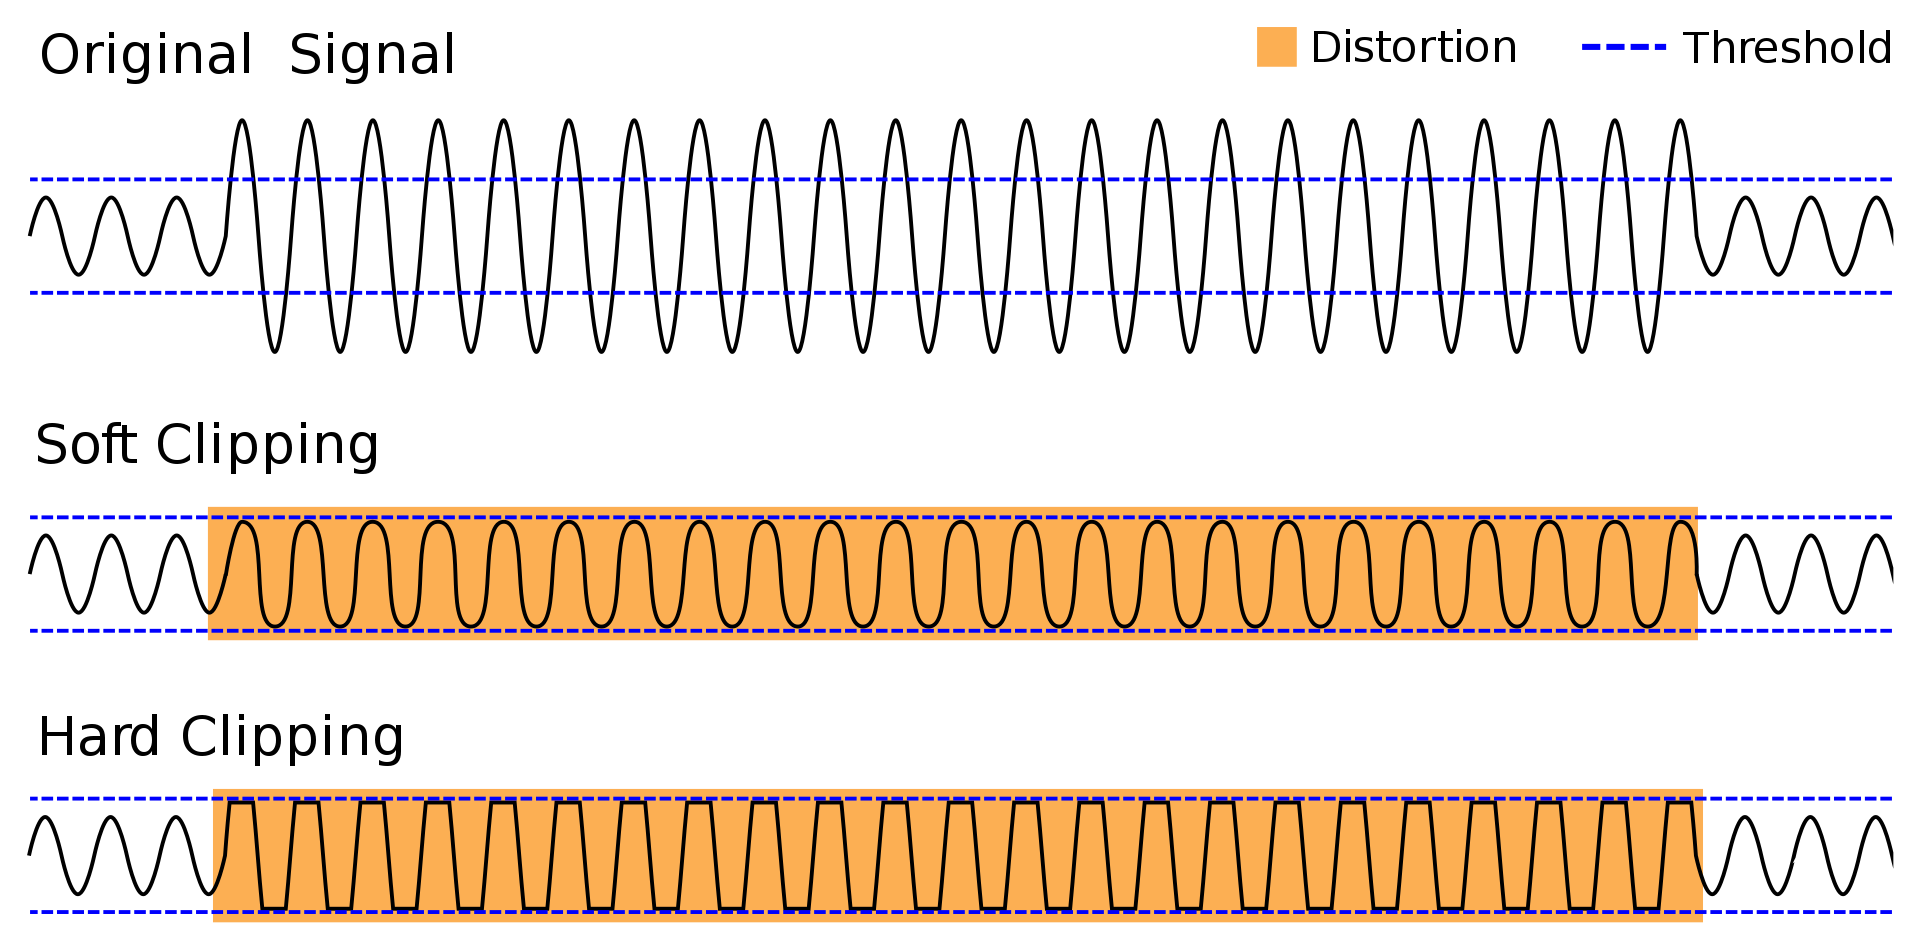 Original Signal
Distortion
Threshold
Soft Clipping
Hard Clipping